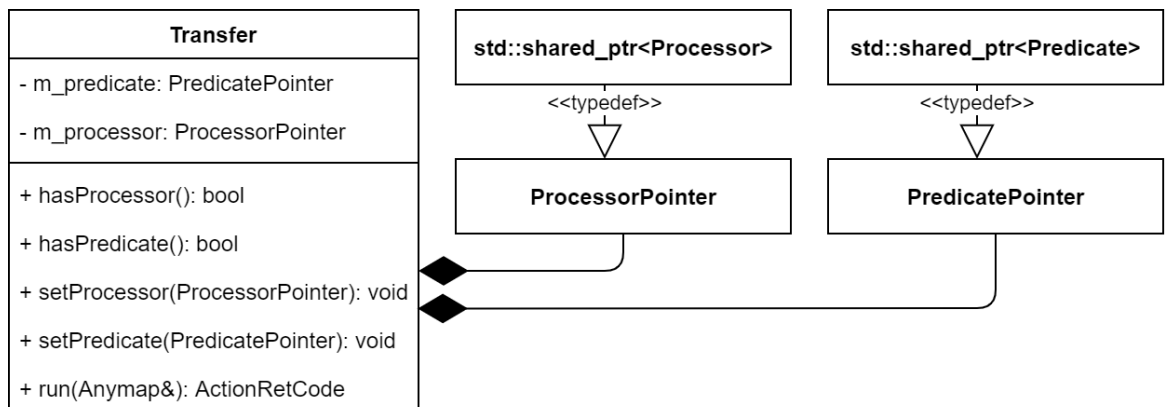 Transfer
- m_predicate: PredicatePointer
- m_processor: ProcessorPointer
+ hasProcessor(): bool
+ hasPredicate(): bool
+ setProcessor(ProcessorPointer): void
+ setPredicate(PredicatePointer): void
+ run(Anymap&): ActionRetCode
std::shared_ptr<Processor>
<<typedef>>
ProcessorPointer
std::shared_ptr<Predicate>
<<typedef>>
PredicatePointer